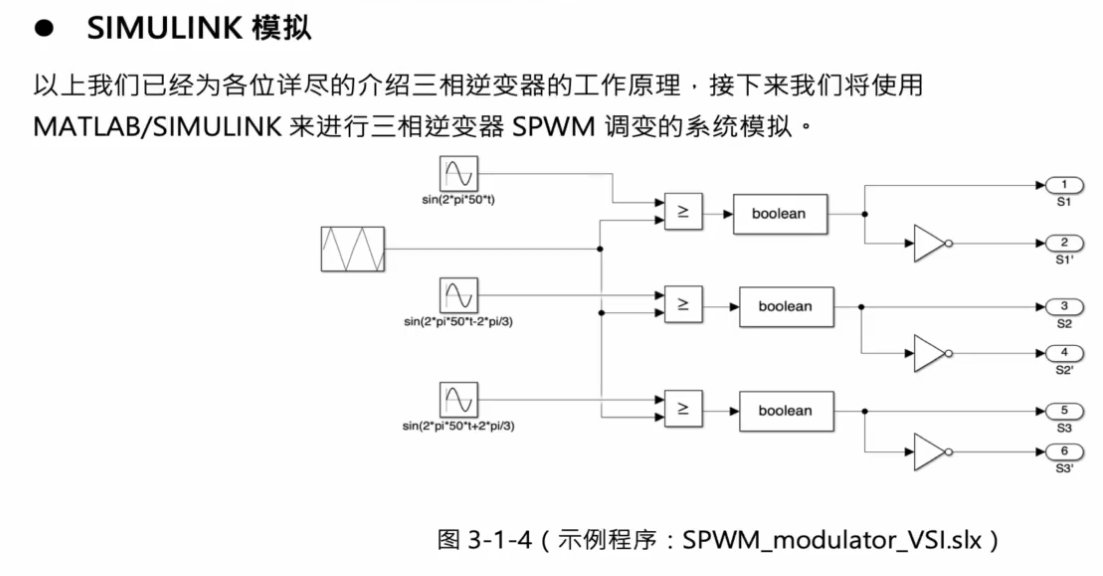 ● SIMULINK 模拟
以上我们已经为各位详尽的介绍三相逆变器的工作原理，接下来我们将使用
MATLAB/SIMULINK 来进行三相逆变器 SPWM 调变的系统模拟。
sin(2*pi*50*t)
≥
boolean
1
S1
2
S1'
sin(2*pi*50*t-2*pi/3)
≥
boolean
3
S2
4
S2'
sin(2*pi*50*t+2*pi/3)
≥
boolean
5
S3
6
S3'
图 3-1-4（示例程序：SPWM_modulator_VSI.slx）